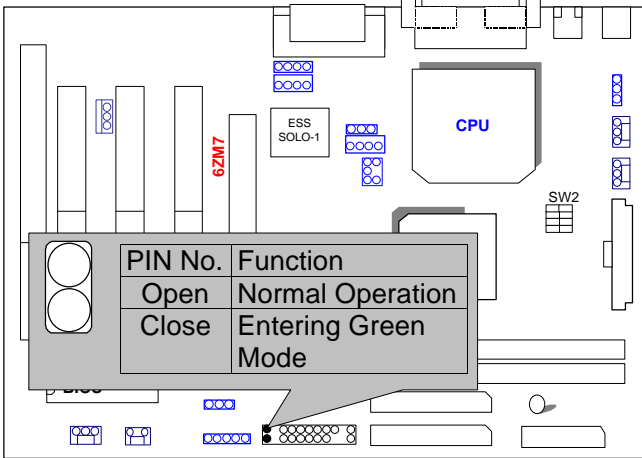 ESS
SOLO-1
CPU
6ZM7
SW2
PIN No. Function
Open Normal Operation
Close Entering Green
Mode